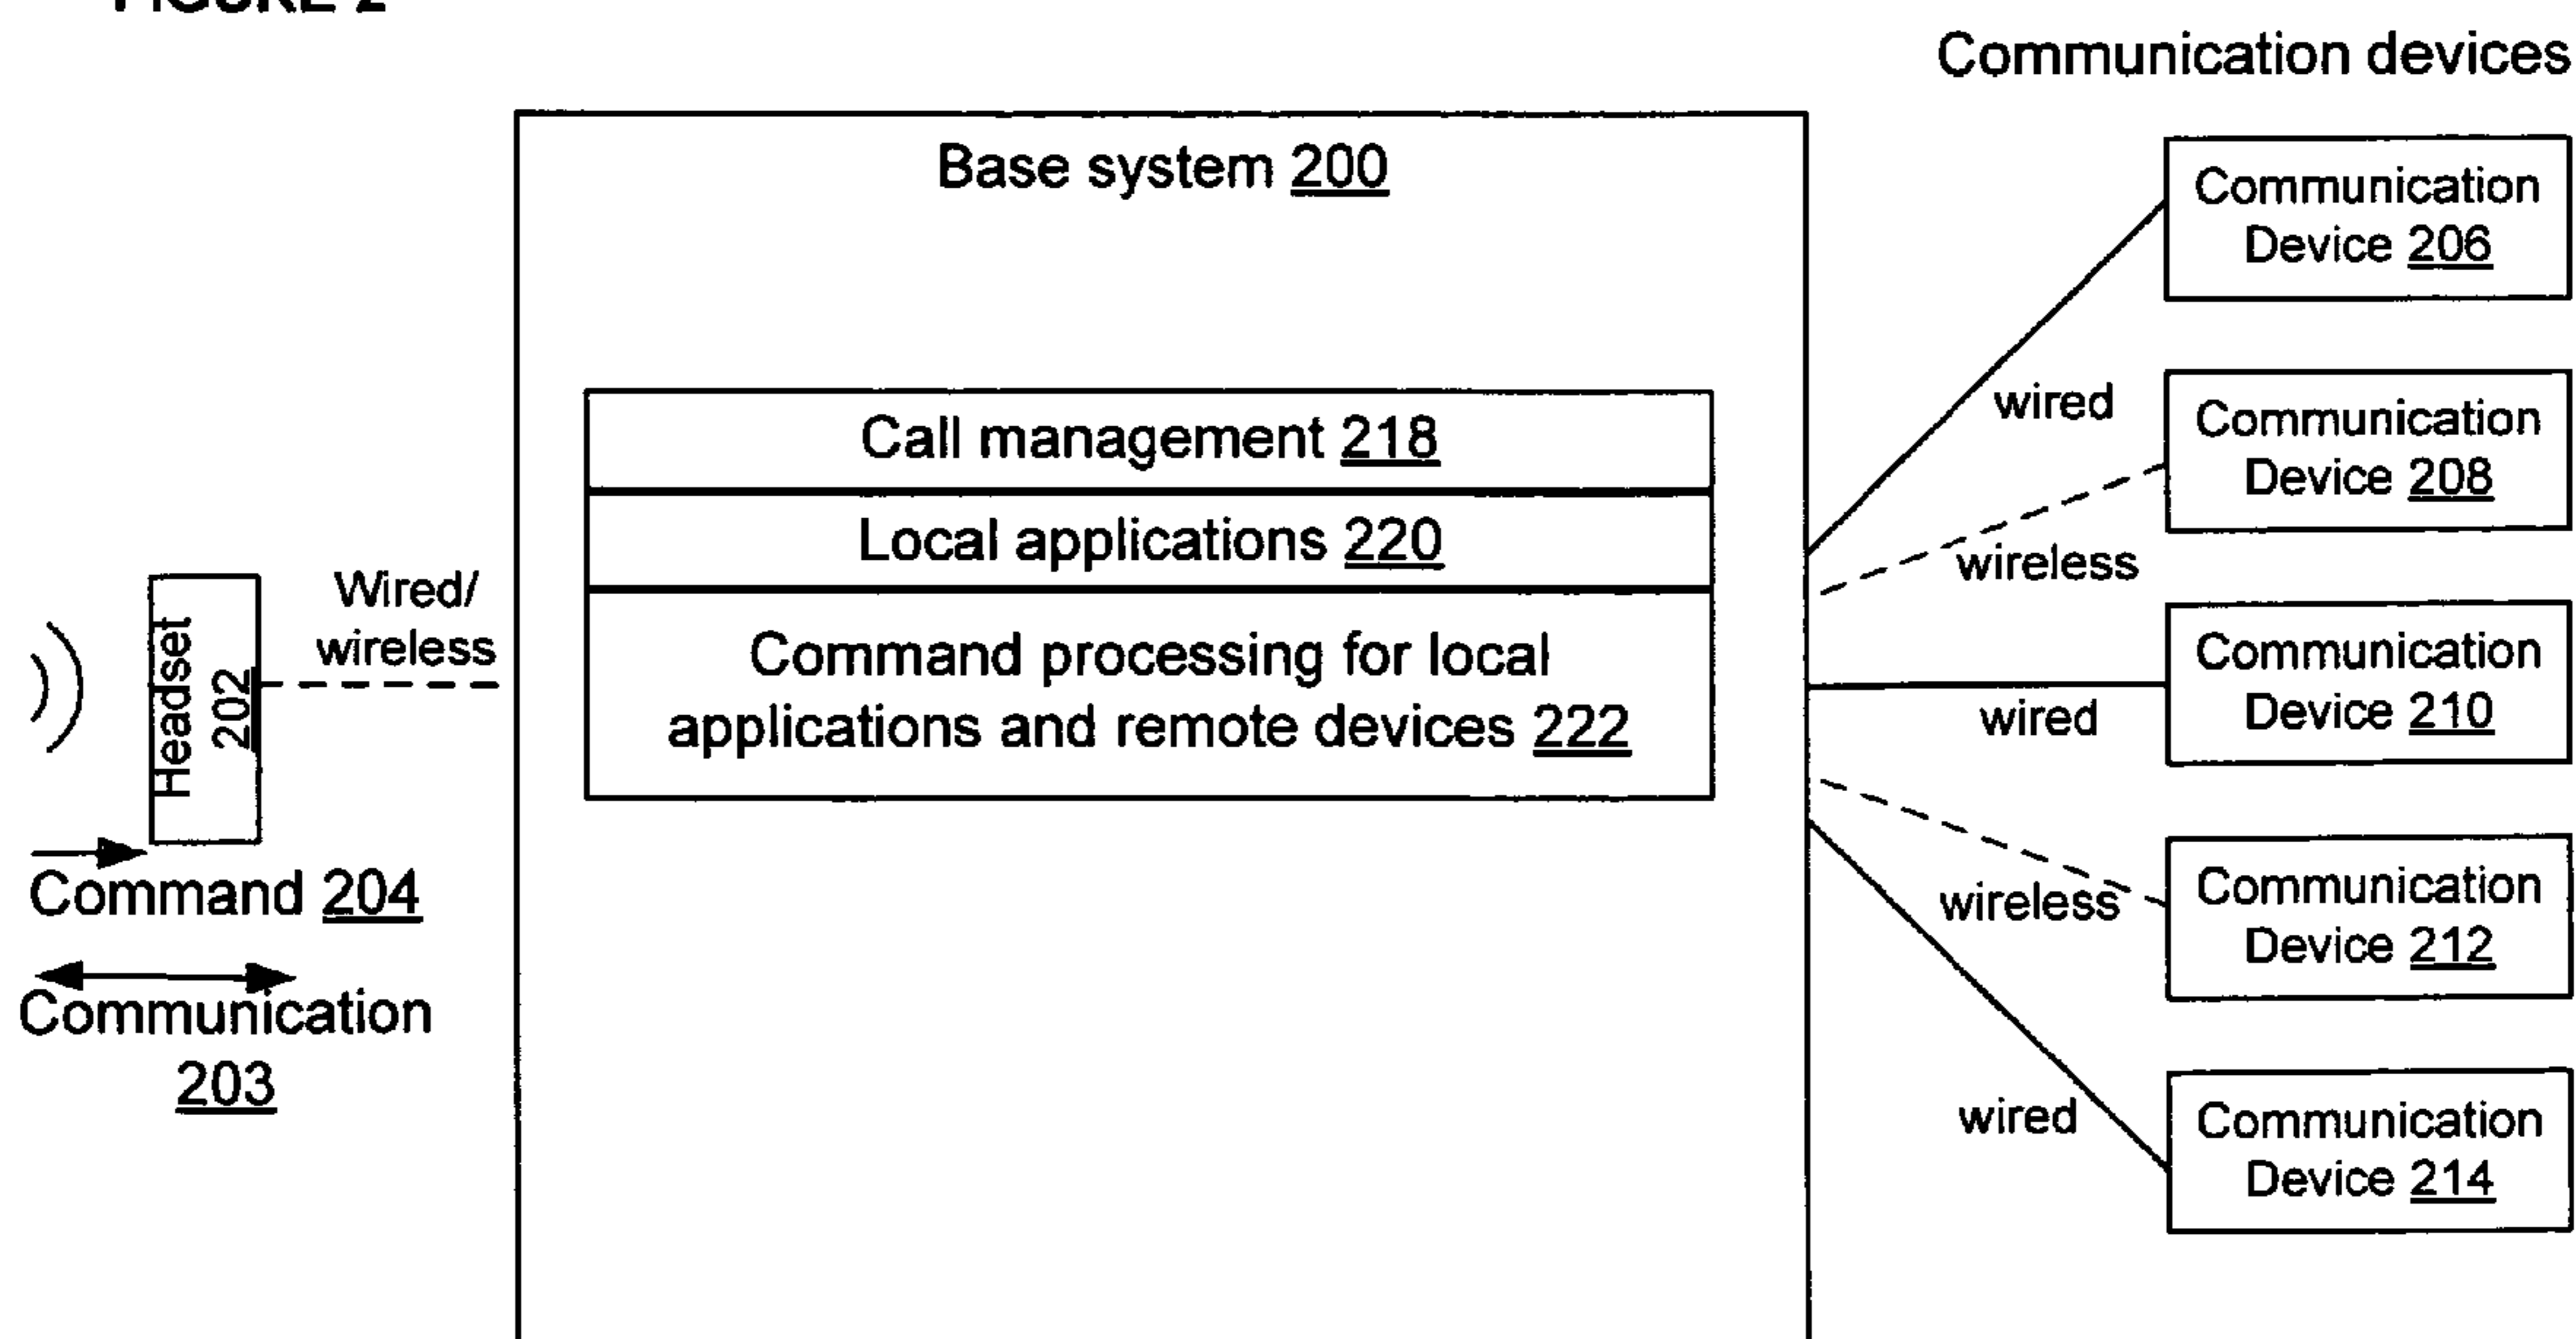 FIGURE 2
Communication devices
Base system 200
Communication
Device 206
Call management 218
wired
Communication
Device 208
Local applications 220
wireless
Wired/
wireless
Headset
202
Command processing for local
applications and remote devices 222
Communication
Device 210
wired
Command 204
Communication
Device 212
wireless
Communication
203
wired
Communication
Device 214